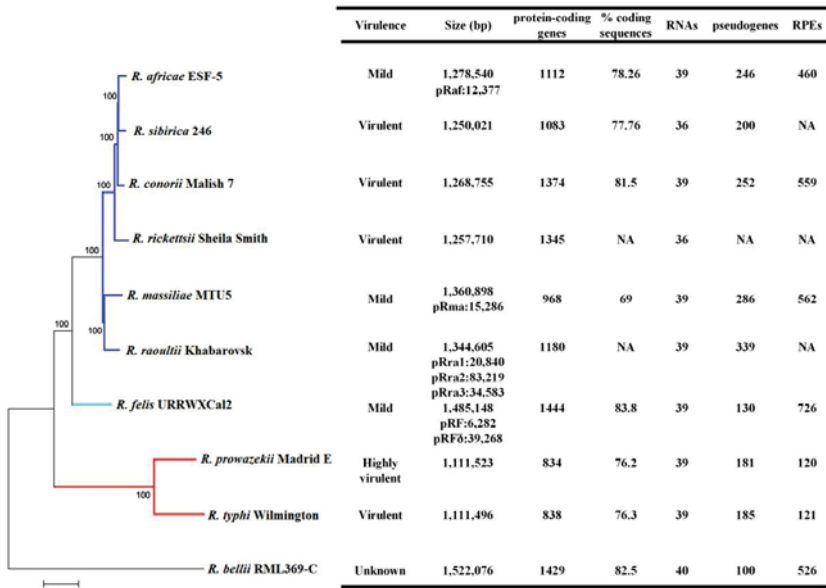 Virulence Size (bp) protein-coding genes % coding sequences RNAs pseudogenes RPEs
R. africae ESF-5 Mild 1,278,540 1112 78.26 39 246 460
pRaf:12,377
100
R. sibirica 246 Virulent 1,250,021 1083 77.76 36 200 NA
100
R. conorii Malish 7 Virulent 1,268,755 1374 81.5 39 252 559
100
R. rickettsii Sheila Smith Virulent 1,257,710 1345 NA 36 NA NA
100
R. massiliae MTU5 Mild 1,360,898 968 69 39 286 562
pRma:15,286
100
100
R. raoultii Khabarovsk Mild 1,344,605 1180 NA 39 339 NA
pRra1:20,840
pRra2:83,219
pRra3:34,583
R. felis URRWXCal2 Mild 1,485,148 1444 83.8 39 130 726
pRF:6,282
pRFδ:39,268
R. prowazekii Madrid E Highly virulent 1,111,523 834 76.2 39 181 120
100
R. typhi Wilmington Virulent 1,111,496 838 76.3 39 185 121
R. bellii RML369-C Unknown 1,522,076 1429 82.5 40 100 526